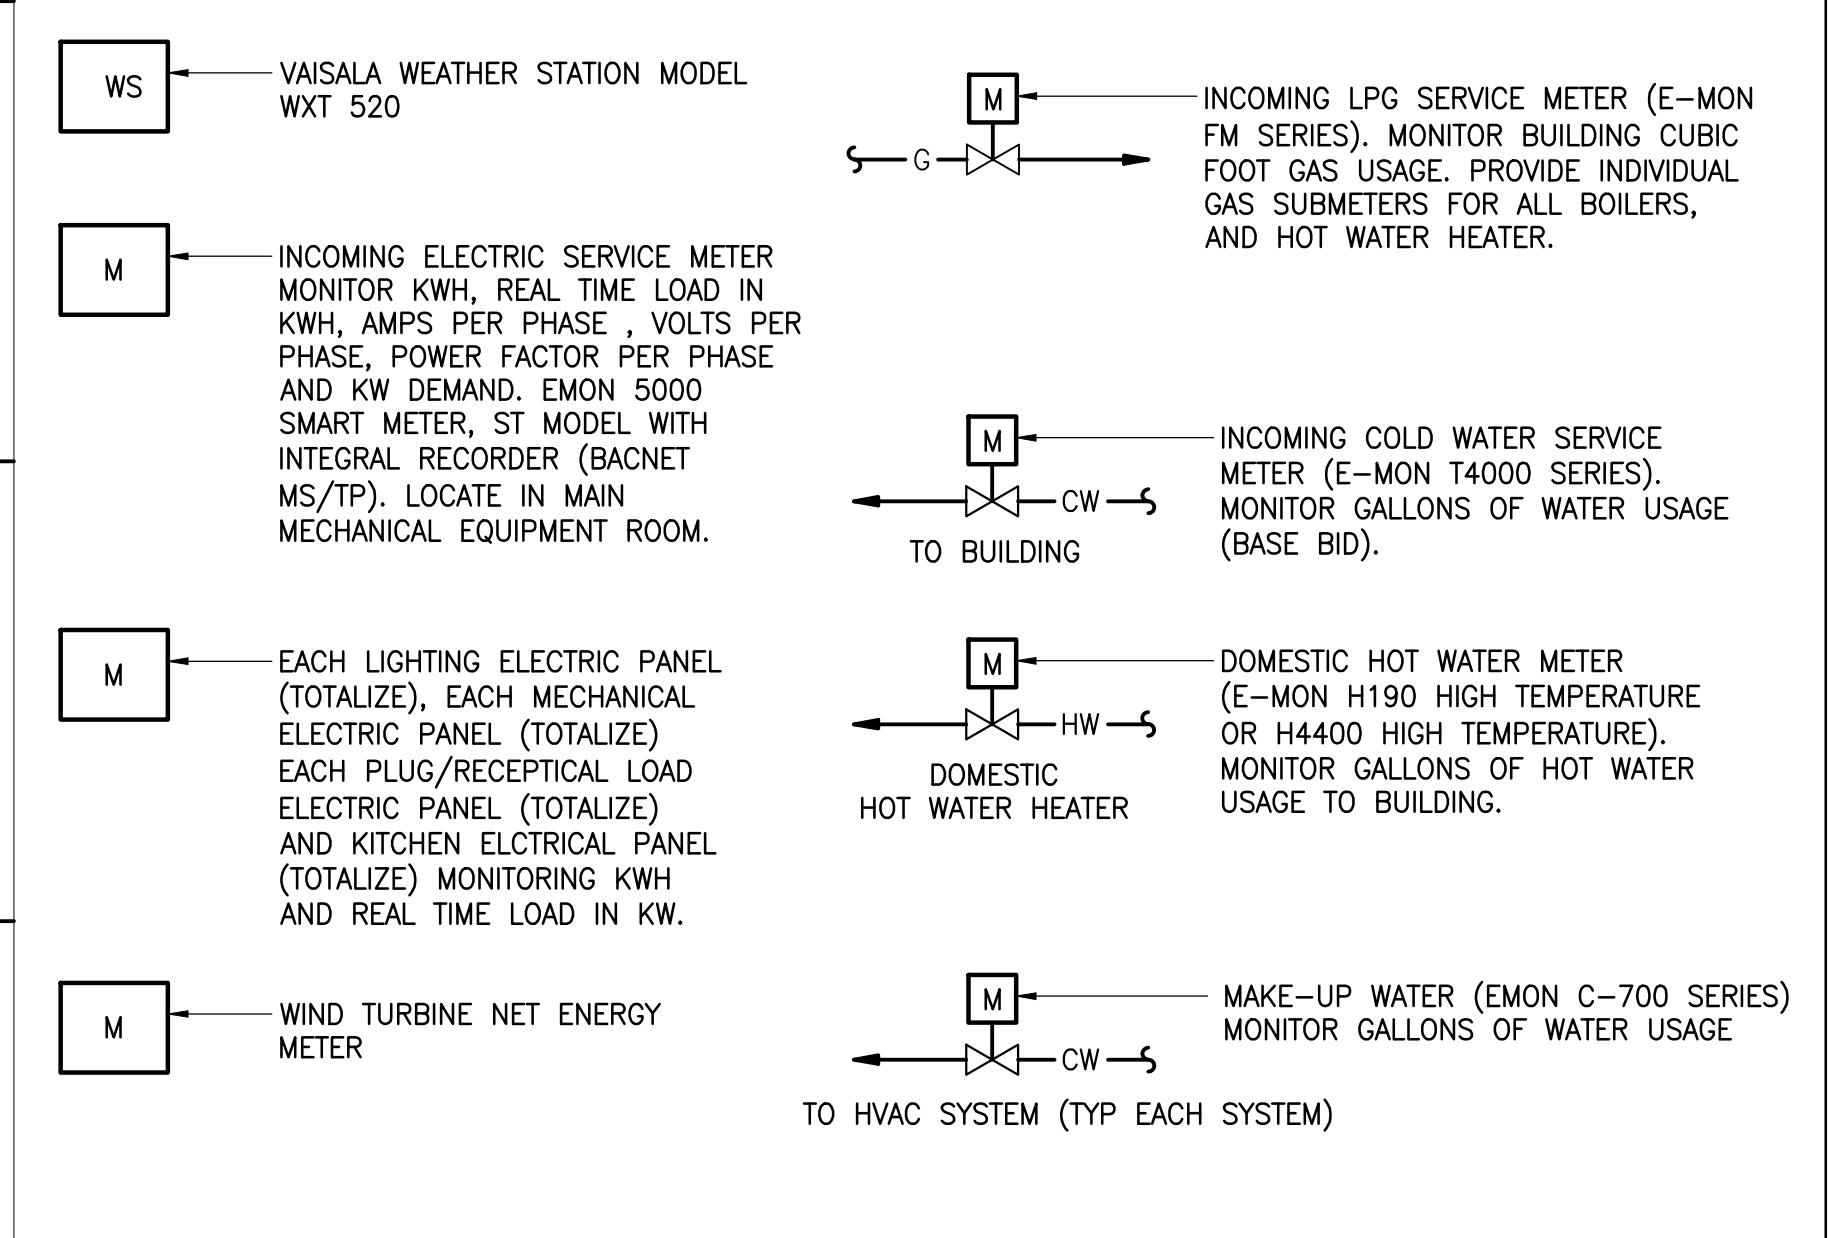 WS
VAISALA WEATHER STATION MODEL
WXT 520
M
INCOMING ELECTRIC SERVICE METER
MONITOR KWH, REAL TIME LOAD IN
KWH, AMPS PER PHASE , VOLTS PER
PHASE, POWER FACTOR PER PHASE
AND KW DEMAND. EMON 5000
SMART METER, ST MODEL WITH
INTEGRAL RECORDER (BACNET
MS/TP). LOCATE IN MAIN
MECHANICAL EQUIPMENT ROOM.
M
EACH LIGHTING ELECTRIC PANEL
(TOTALIZE), EACH MECHANICAL
ELECTRIC PANEL (TOTALIZE)
EACH PLUG/RECEPTICAL LOAD
ELECTRIC PANEL (TOTALIZE)
AND KITCHEN ELCTRICAL PANEL
(TOTALIZE) MONITORING KWH
AND REAL TIME LOAD IN KW.
M
WIND TURBINE NET ENERGY
METER
M
G
INCOMING LPG SERVICE METER (E-MON
FM SERIES). MONITOR BUILDING CUBIC
FOOT GAS USAGE. PROVIDE INDIVIDUAL
GAS SUBMETERS FOR ALL BOILERS,
AND HOT WATER HEATER.
M
CW
TO BUILDING
INCOMING COLD WATER SERVICE
METER (E-MON T4000 SERIES).
MONITOR GALLONS OF WATER USAGE
(BASE BID).
M
HW
DOMESTIC
HOT WATER HEATER
DOMESTIC HOT WATER METER
(E-MON H190 HIGH TEMPERATURE
OR H4400 HIGH TEMPERATURE).
MONITOR GALLONS OF HOT WATER
USAGE TO BUILDING.
M
CW
TO HVAC SYSTEM (TYP EACH SYSTEM)
MAKE-UP WATER (EMON C-700 SERIES)
MONITOR GALLONS OF WATER USAGE